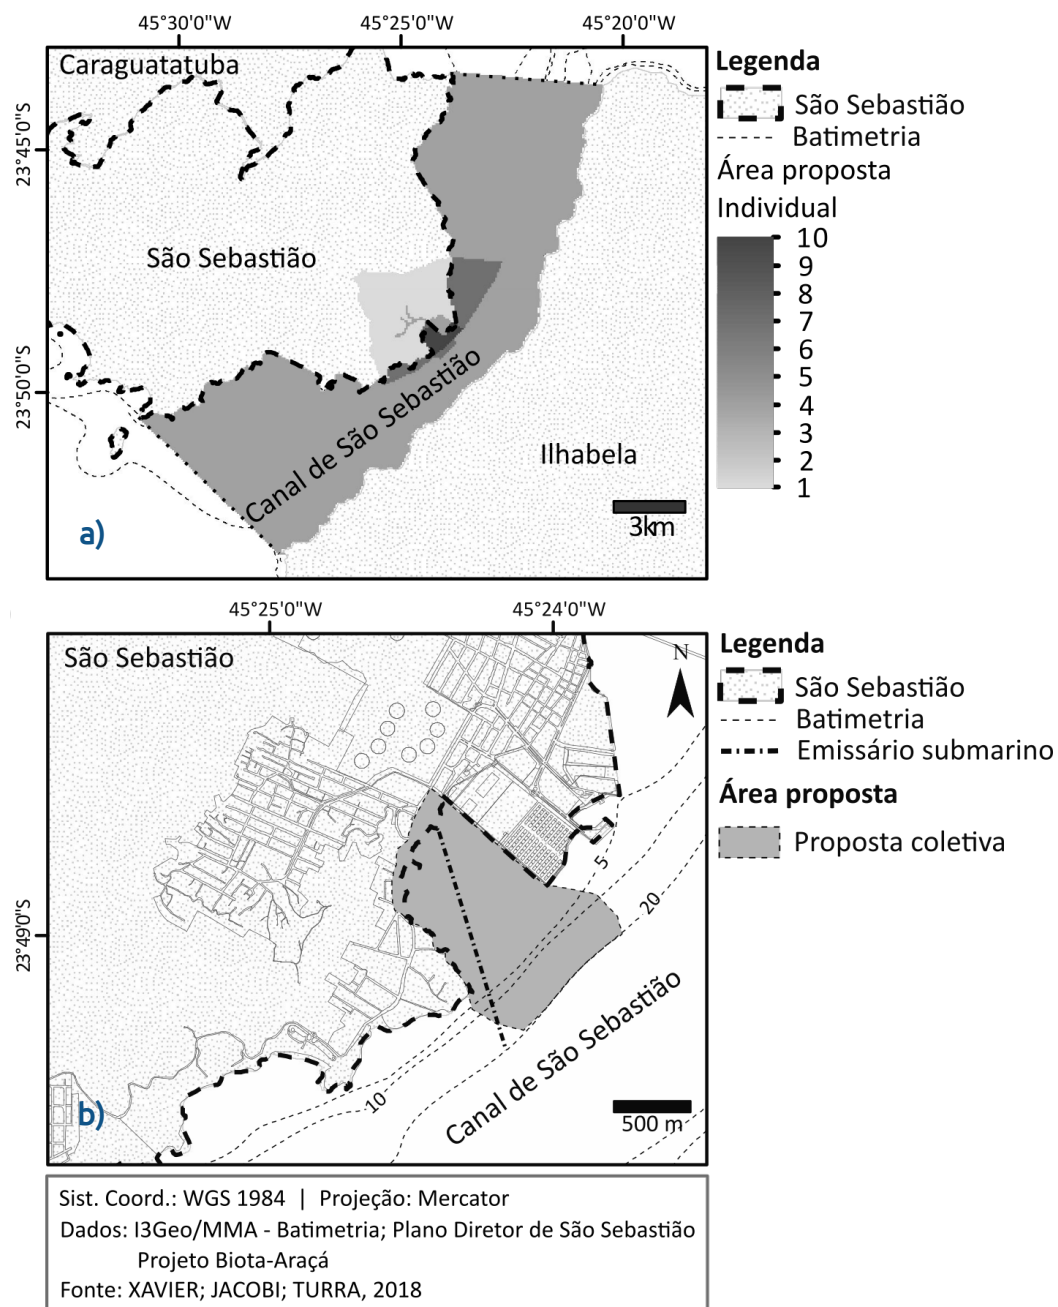 45°30'0"W
45°25'0"W
45°20'0"W
Caraguatatuba
23°45'0"S
São Sebastião
23°50'0"S
Canal de São Sebastião
Ilhabela
3km
a)
Legenda
São Sebastião
Batimetria
Área proposta
Individual
10
9
8
7
6
5
4
3
2
1
45°25'0"W
45°24'0"W
São Sebastião
N
5
20
23°49'0"S
10
Canal de São Sebastião
500 m
b)
Legenda
São Sebastião
Batimetria
Emissário submarino
Área proposta
Proposta coletiva
Sist. Coord.: WGS 1984 | Projeção: Mercator
Dados: I3Geo/MMA - Batimetria; Plano Diretor de São Sebastião
Projeto Biota-Araçá
Fonte: XAVIER; JACOBI; TURRA, 2018